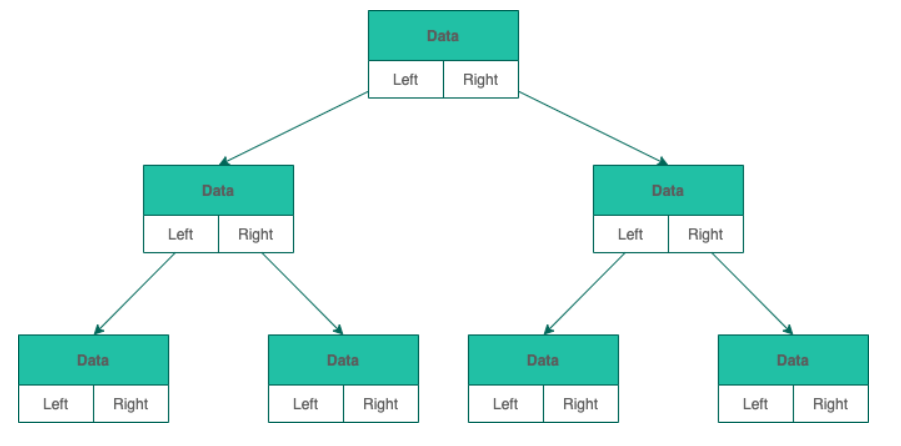 Data
Left Right
Data Data
Left Right Left Right
Data Data Data Data
Left Right Left Right Left Right Left Right